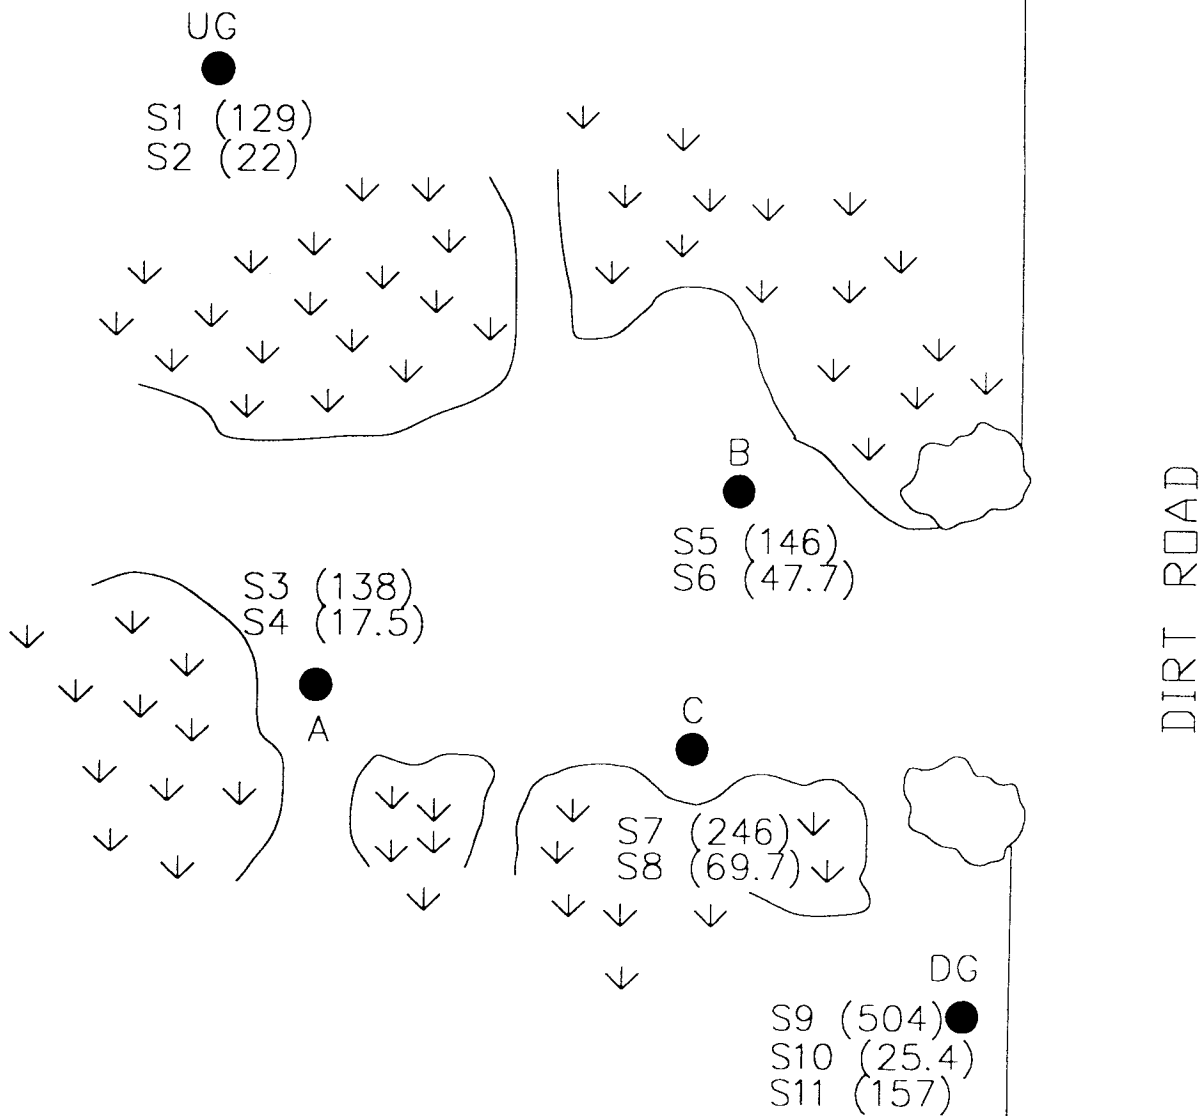 UG
S1 (129)
S2 (22)
B
S5 (146)
S6 (47.7)
DIRT ROAD
S3 (138)
S4 (17.5)
A
C
S7 (246)
S8 (69.7)
DG
S9 (504)
S10 (25.4)
S11 (157)